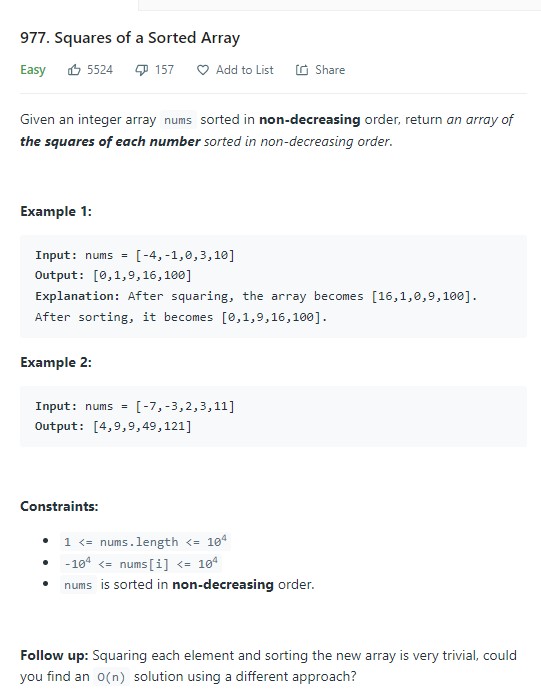 977. Squares of a Sorted Array
Easy 5524 157 Add to List Share
Given an integer array nums sorted in non-decreasing order, return an array of
the squares of each number sorted in non-decreasing order.
Example 1:
Input: nums = [-4,-1,0,3,10]
Output: [0,1,9,16,100]
Explanation: After squaring, the array becomes [16,1,0,9,100].
After sorting, it becomes [0,1,9,16,100].
Example 2:
Input: nums = [-7,-3,2,3,11]
Output: [4,9,9,49,121]
Constraints:
• 1 <= nums.length <= 10⁴
• -10⁴ <= nums[i] <= 10⁴
• nums is sorted in non-decreasing order.
Follow up: Squaring each element and sorting the new array is very trivial, could
you find an O(n) solution using a different approach?